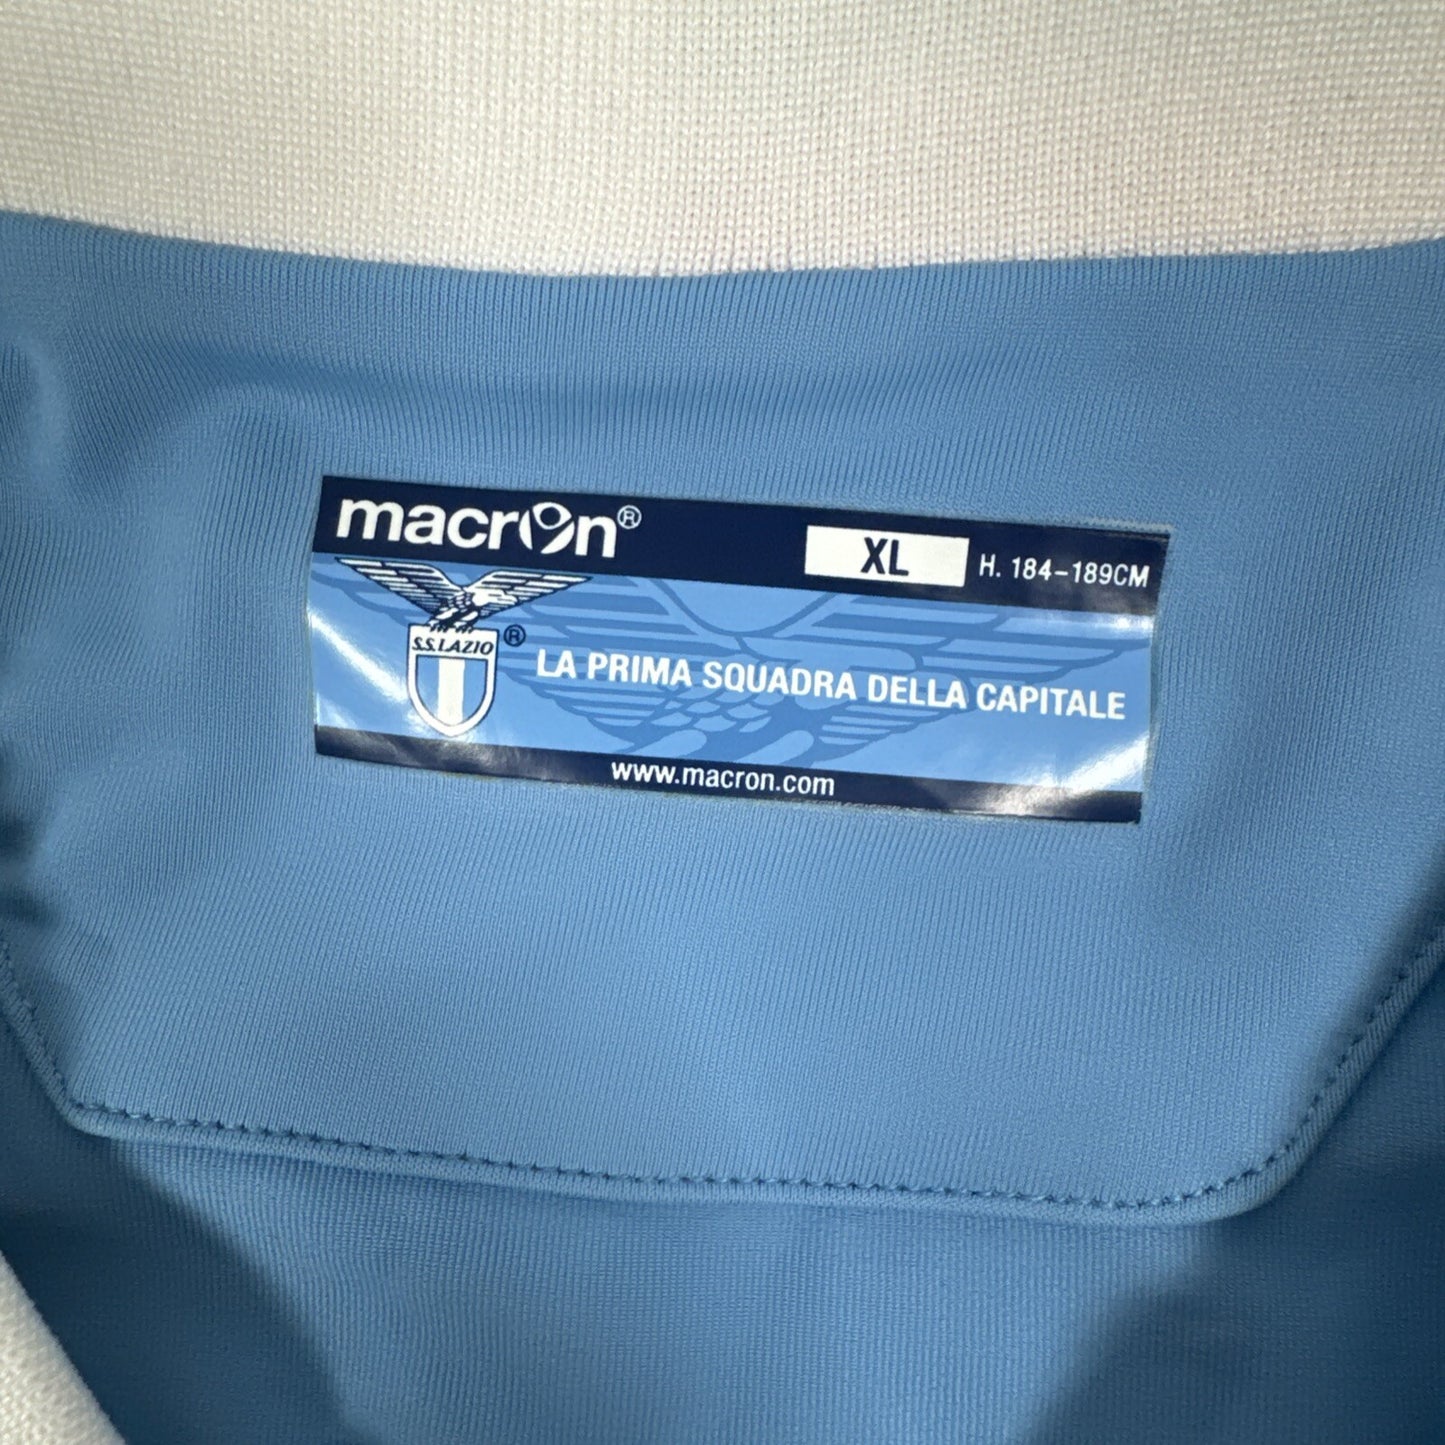 macron®
XL H. 184-189CM
S.S.LAZIO ®
LA PRIMA SQUADRA DELLA CAPITALE
www.macron.com